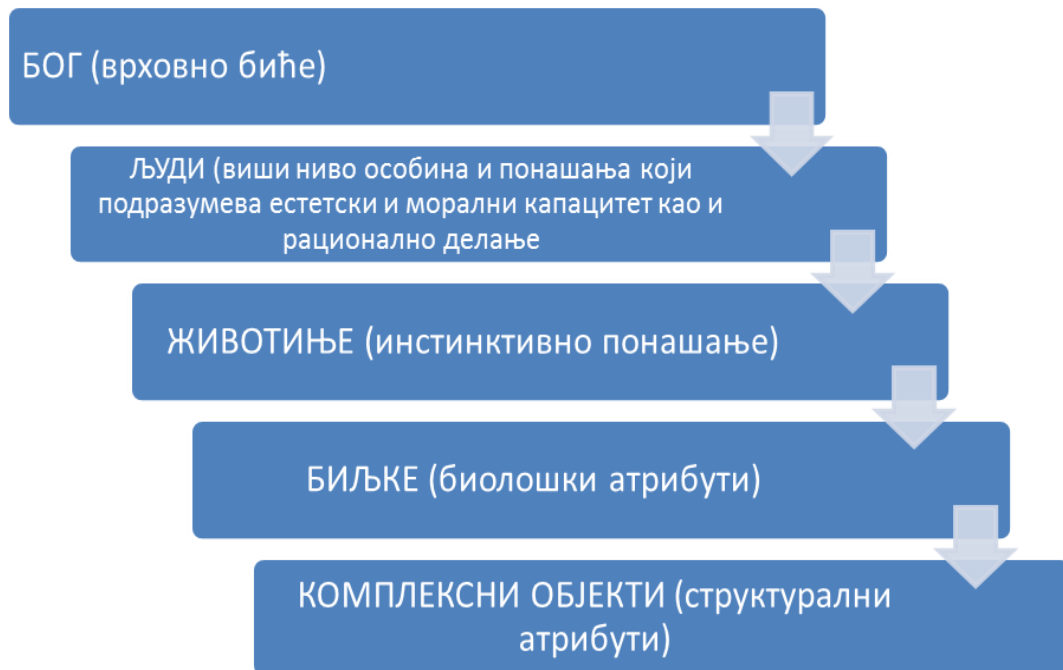 БОГ (врховно биће)
ЉУДИ (виши ниво особина и понашања који
подразумева естетски и морални капацитет као и
рационално делање
ЖИВОТИЊЕ (инстинктивно понашање)
БИЉКЕ (биолошки атрибути)
КОМПЛЕКСНИ ОБЈЕКТИ (структурални
атрибути)